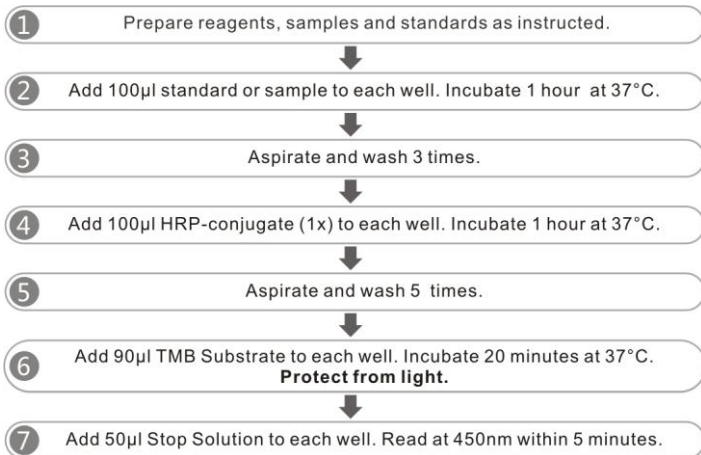 1 Prepare reagents, samples and standards as instructed.
2 Add 100µl standard or sample to each well. Incubate 1 hour at 37°C.
3 Aspirate and wash 3 times.
4 Add 100µl HRP-conjugate (1x) to each well. Incubate 1 hour at 37°C.
5 Aspirate and wash 5 times.
6 Add 90µl TMB Substrate to each well. Incubate 20 minutes at 37°C.
Protect from light.
7 Add 50µl Stop Solution to each well. Read at 450nm within 5 minutes.